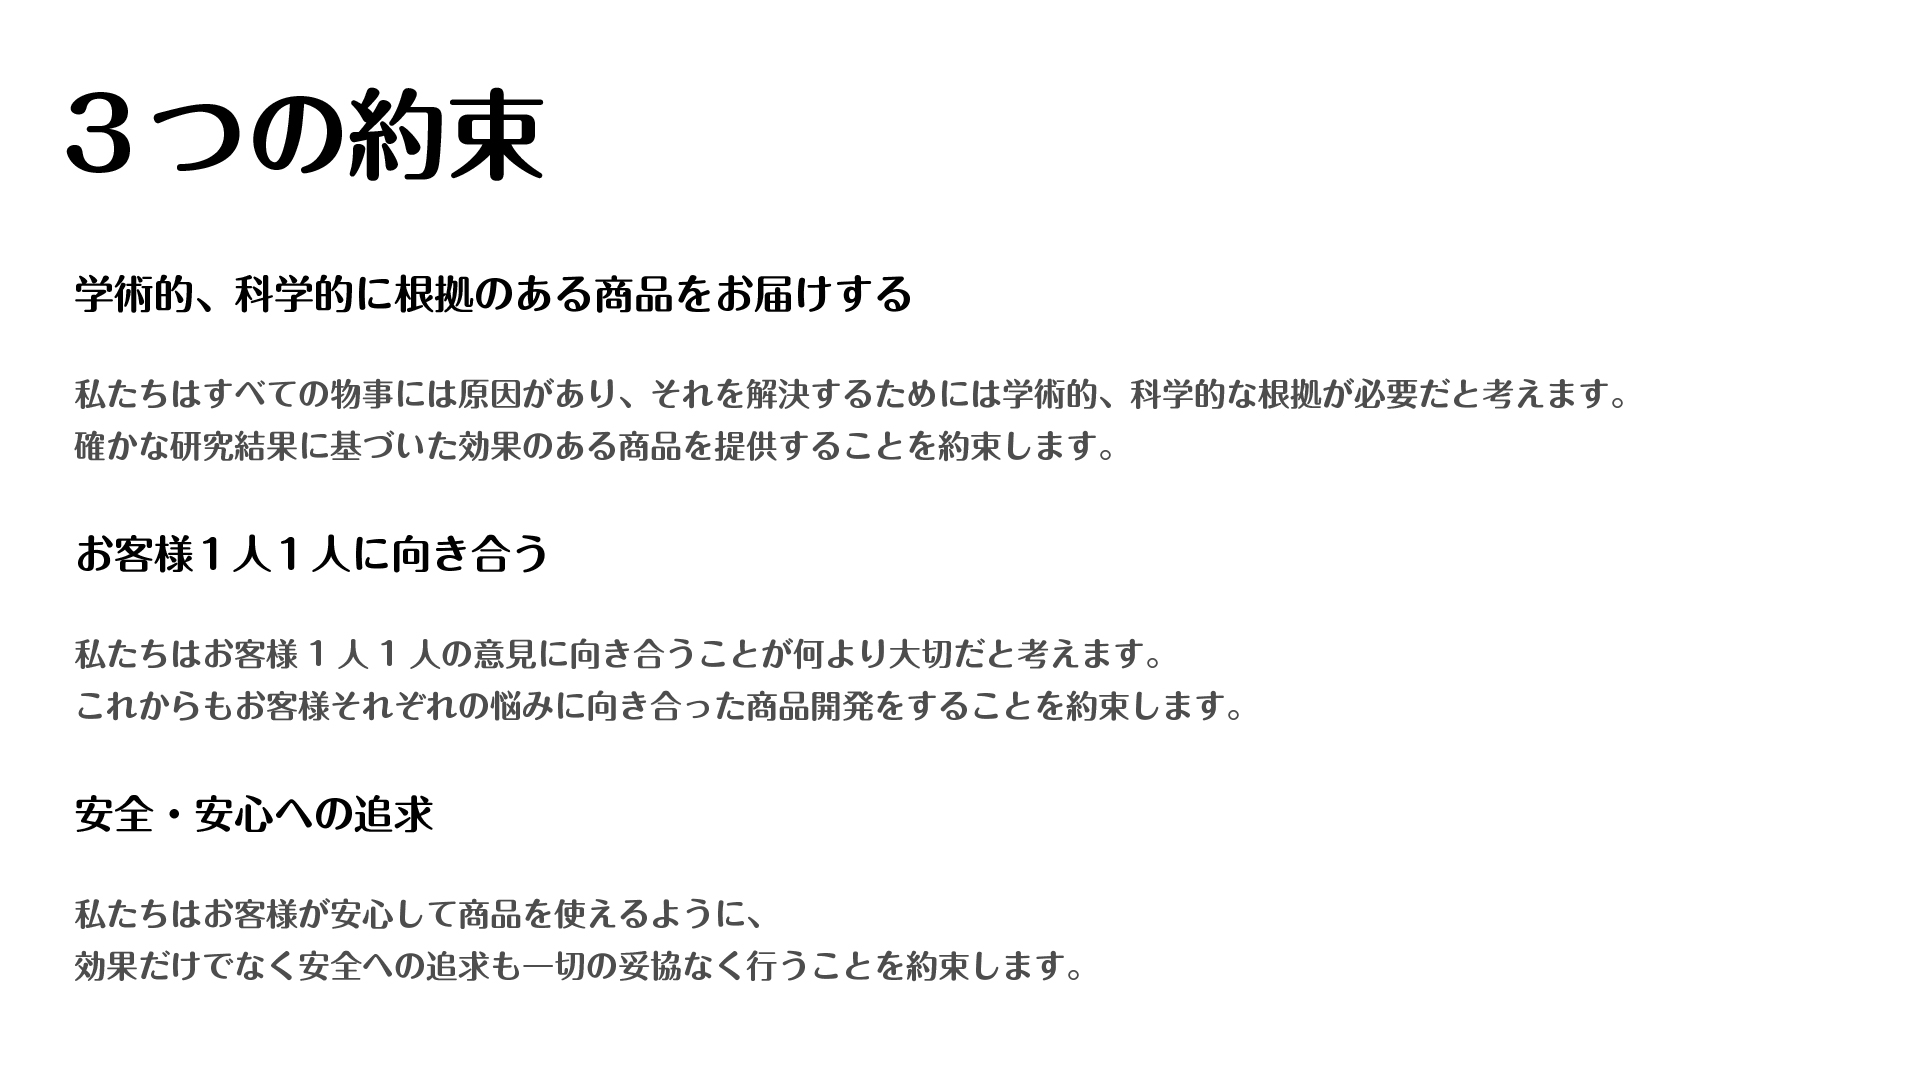 ３つの約束
学術的、科学的に根拠のある商品をお届けする
私たちはすべての物事には原因があり、それを解決するためには学術的、科学的な根拠が必要だと考えます。
確かな研究結果に基づいた効果のある商品を提供することを約束します。
お客様１人１人に向き合う
私たちはお客様１人１人の意見に向き合うことが何より大切だと考えます。
これからもお客様それぞれの悩みに向き合った商品開発をすることを約束します。
安全・安心への追求
私たちはお客様が安心して商品を使えるように、
効果だけでなく安全への追求も一切の妥協なく行うことを約束します。